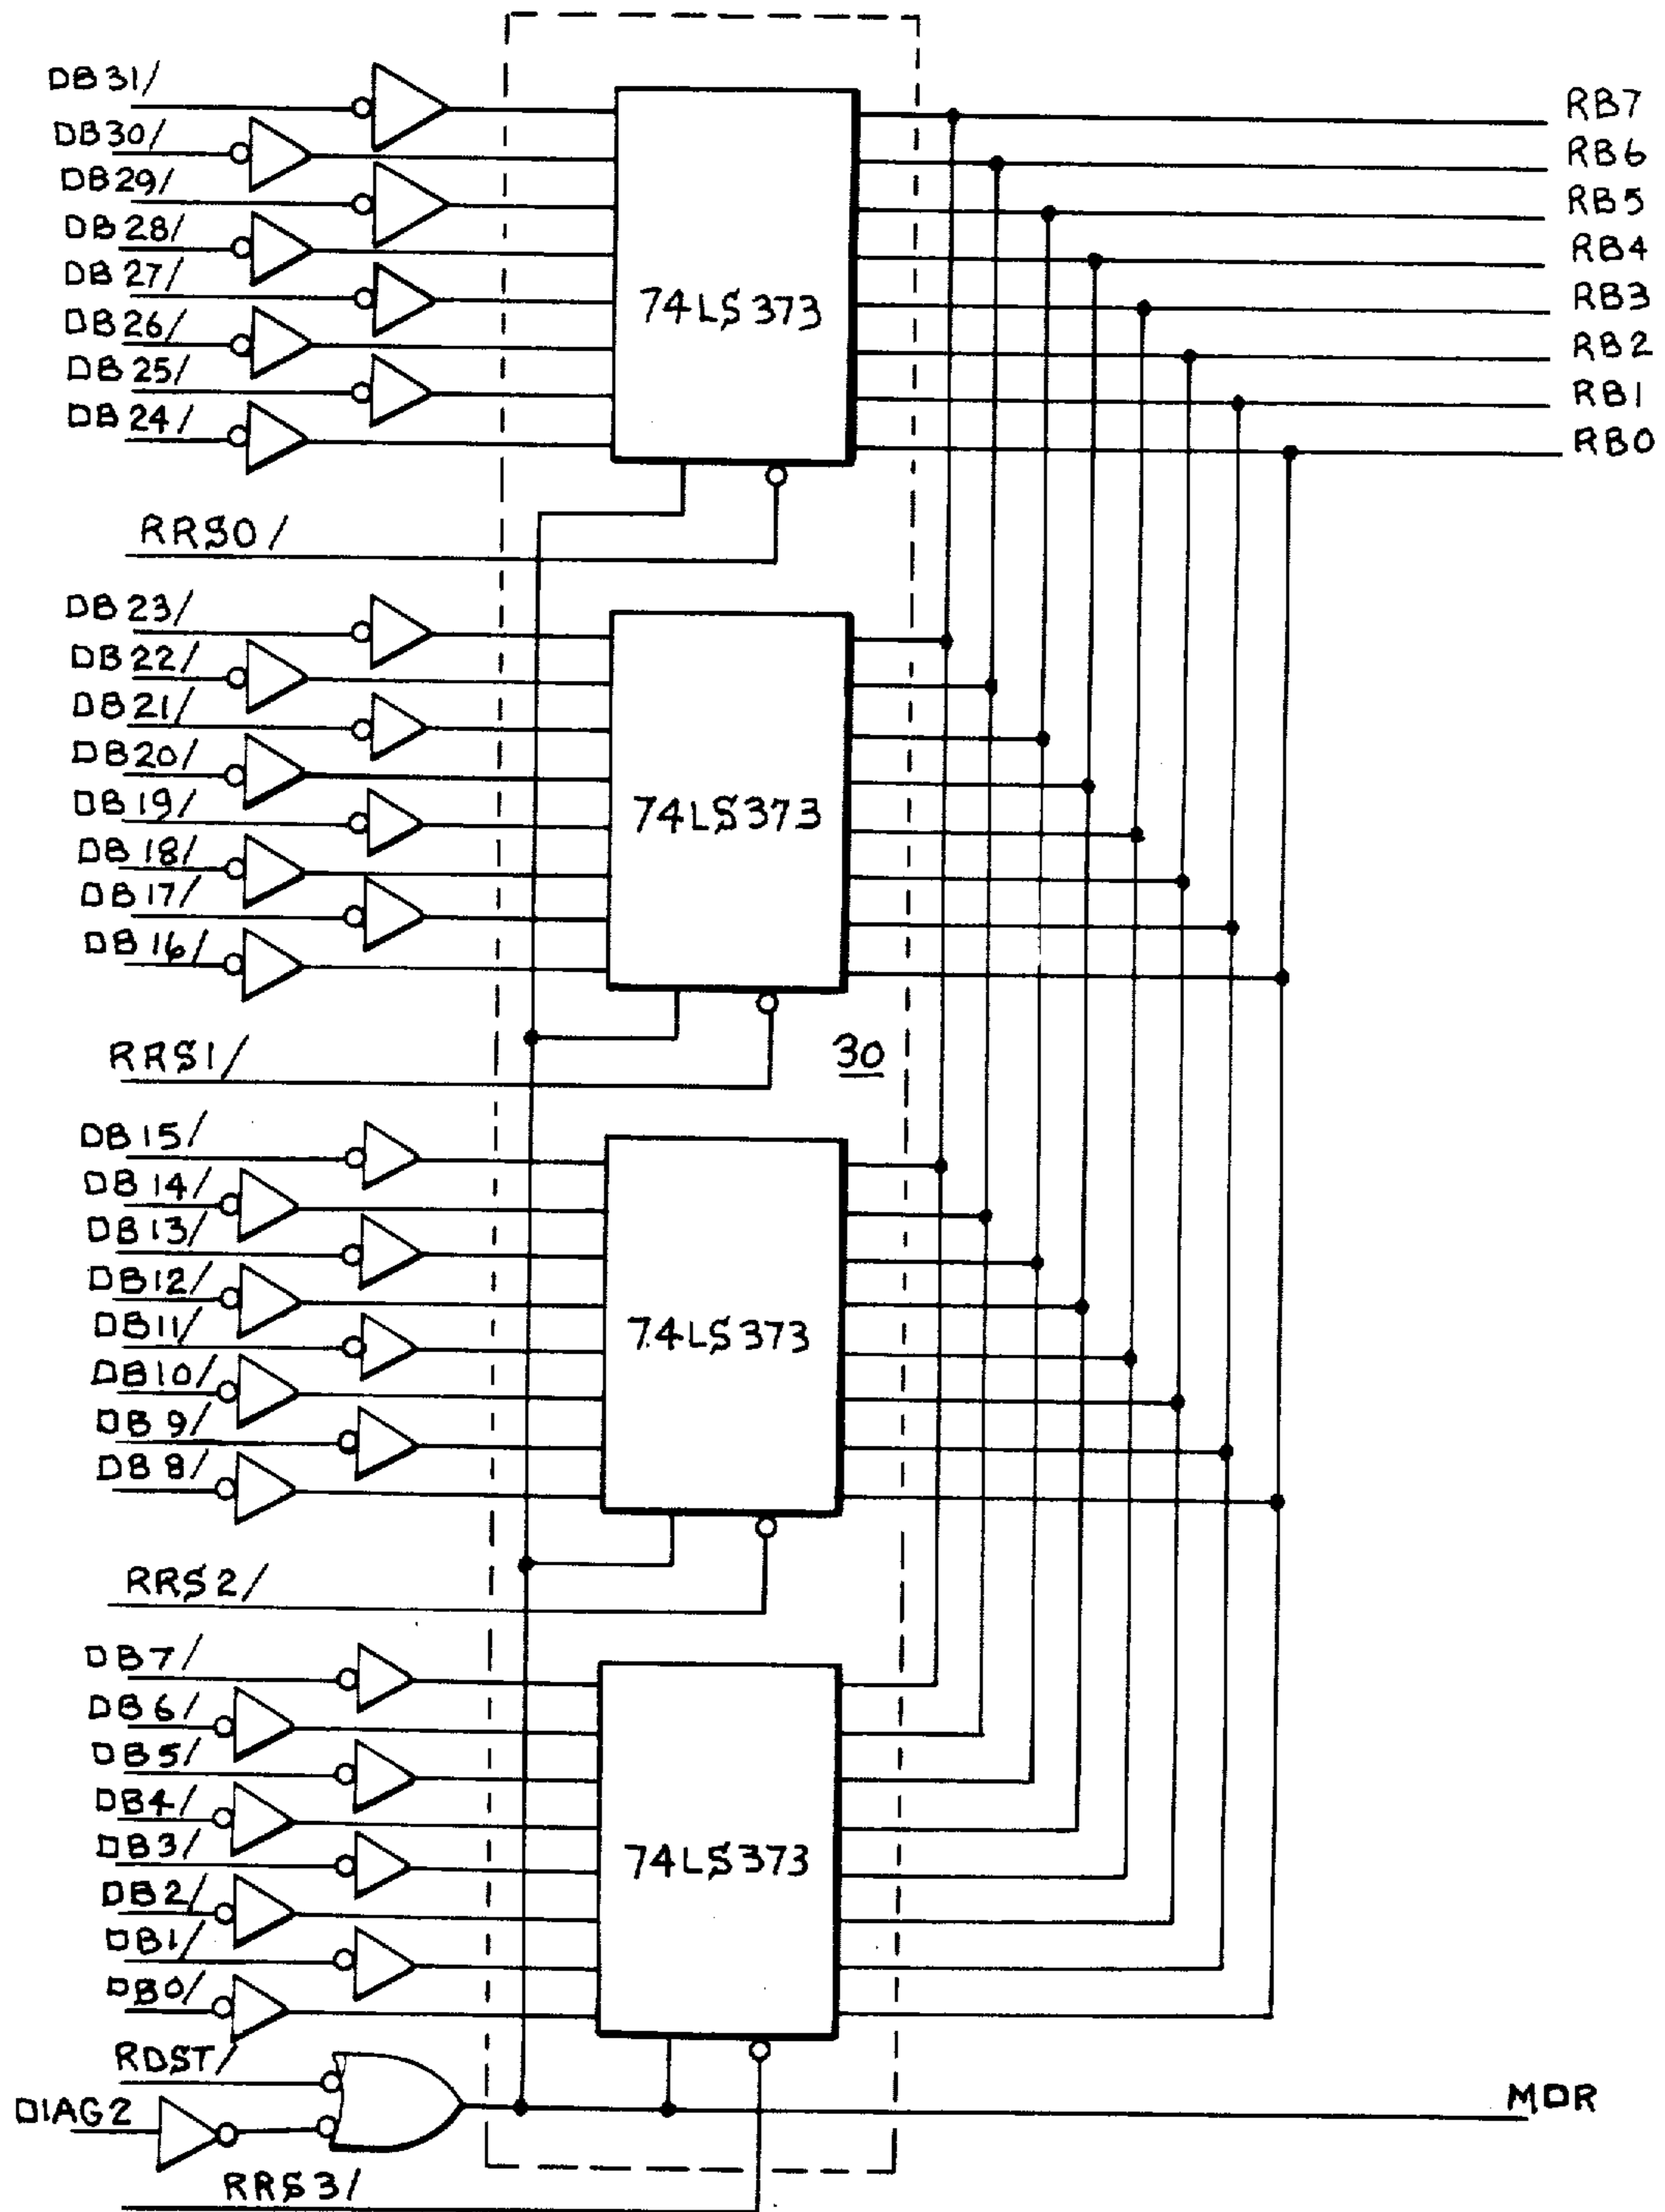 DB31/
DB30/
DB29/
DB28/
DB27/
DB26/
DB25/
DB24/
74LS373
RB7
RB6
RB5
RB4
RB3
RB2
RB1
RB0
RRS0/
DB23/
DB22/
DB21/
DB20/
DB19/
DB18/
DB17/
DB16/
74LS373
RRS1/
30
DB15/
DB14/
DB13/
DB12/
DB11/
DB10/
DB9/
DB8/
74LS373
RRS2/
DB7/
DB6/
DB5/
DB4/
DB3/
DB2/
DB1/
DB0/
74LS373
RDST/
DIAG2
MDR
RRS3/